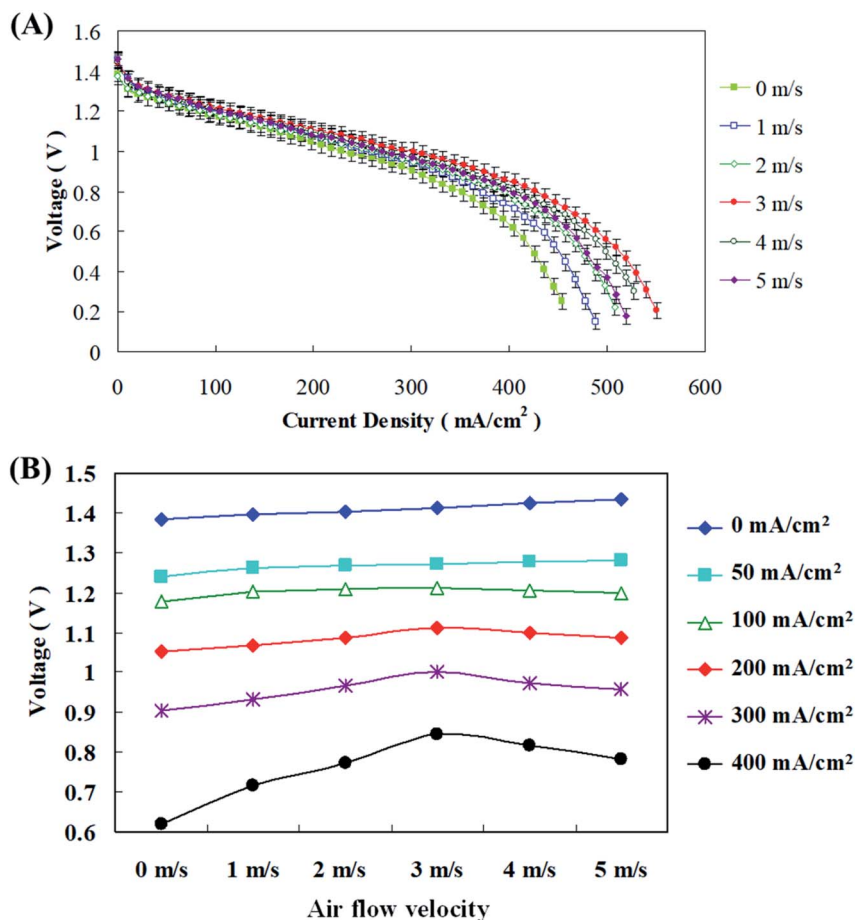 (A)
1.6
1.4
1.2
1
0.8
0.6
0.4
0.2
0
Voltage ( V )
0 100 200 300 400 500 600
Current Density ( mA/cm²)
0 m/s
1 m/s
2 m/s
3 m/s
4 m/s
5 m/s
(B)
1.5
1.4
1.3
1.2
1.1
1
0.9
0.8
0.7
0.6
Voltage ( V )
0 m/s 1 m/s 2 m/s 3 m/s 4 m/s 5 m/s
Air flow velocity
0 mA/cm²
50 mA/cm²
100 mA/cm²
200 mA/cm²
300 mA/cm²
400 mA/cm²